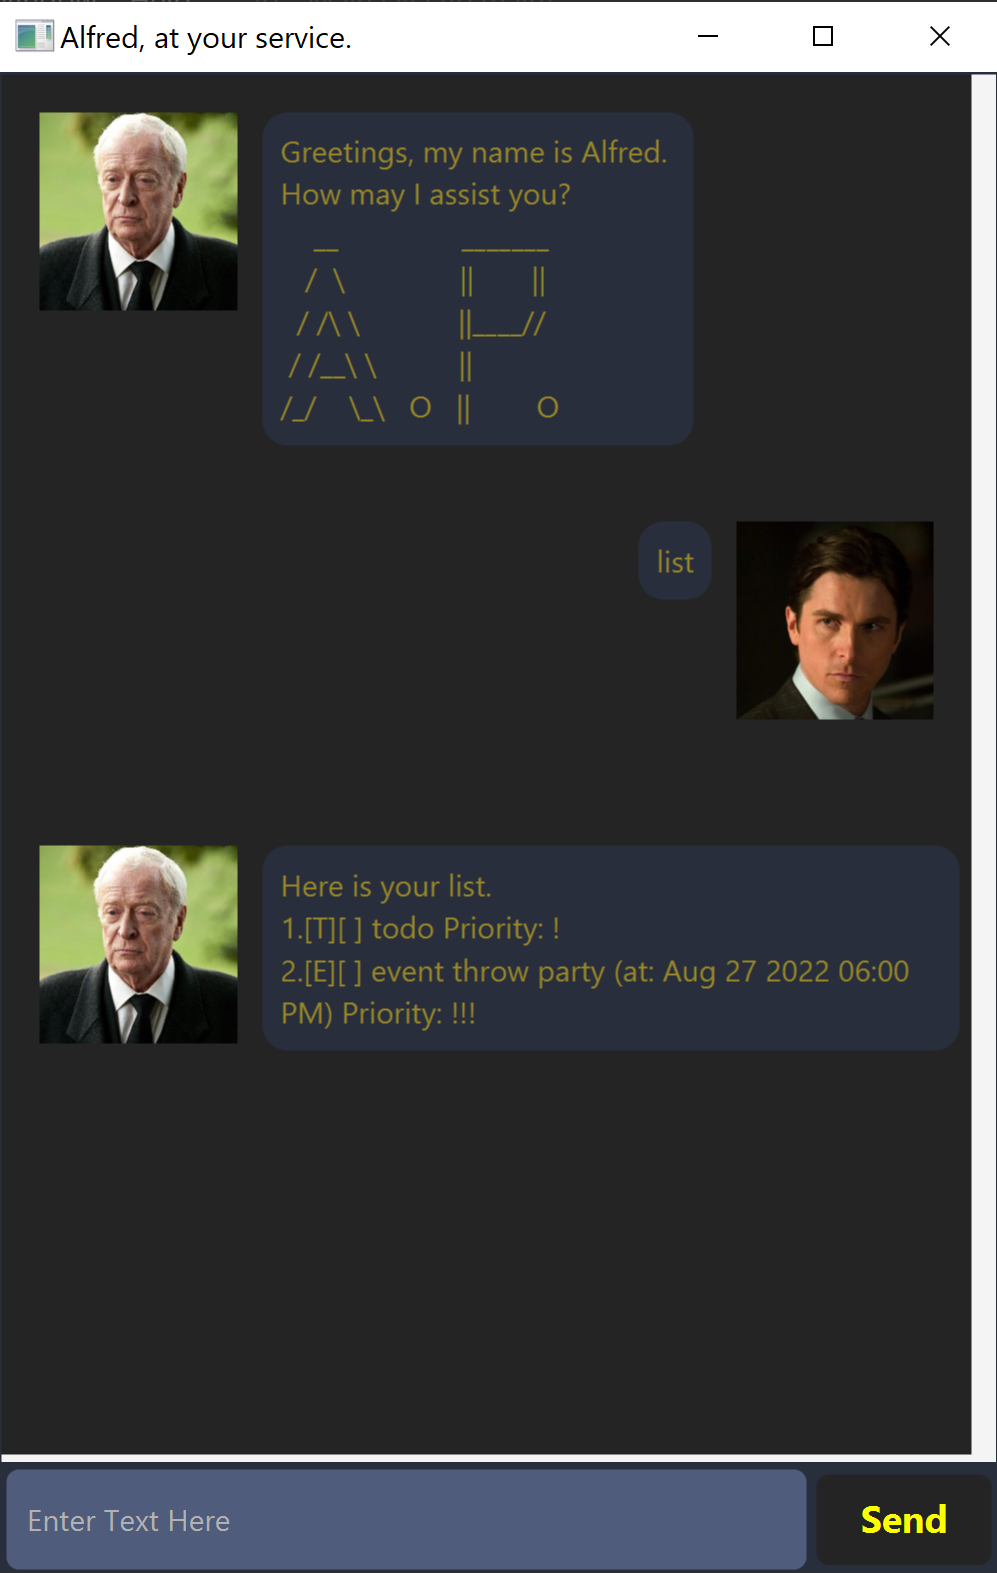 Alfred, at your service.
Greetings, my name is Alfred.
How may I assist you?
    __               _______
   /  \              ||       ||
  / /\ \            ||____//
 / /__\ \          ||
/_/    \_\   O   ||        O
list
Here is your list.
1.[T][ ] todo Priority: !
2.[E][ ] event throw party (at: Aug 27 2022 06:00
PM) Priority: !!!
Enter Text Here
Send